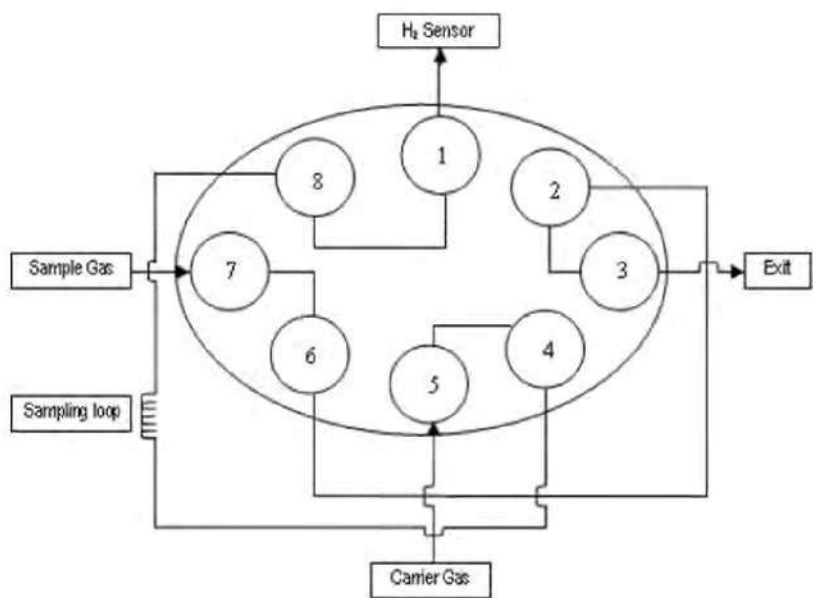 H₂ Sensor
1
8
2
Sample Gas
7
3
Exit
6
5
4
Sampling loop
Carrier Gas